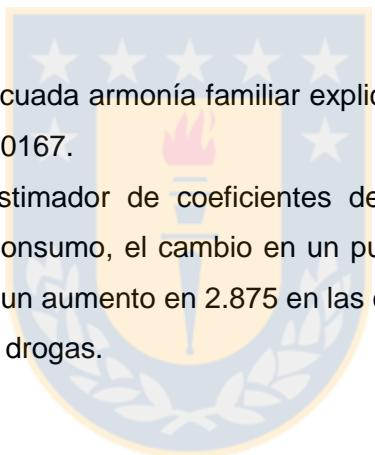 cuada armonía familiar explic
0167.
stimador de coeficientes de
onsumo, el cambio en un pu
un aumento en 2.875 en las
drogas.